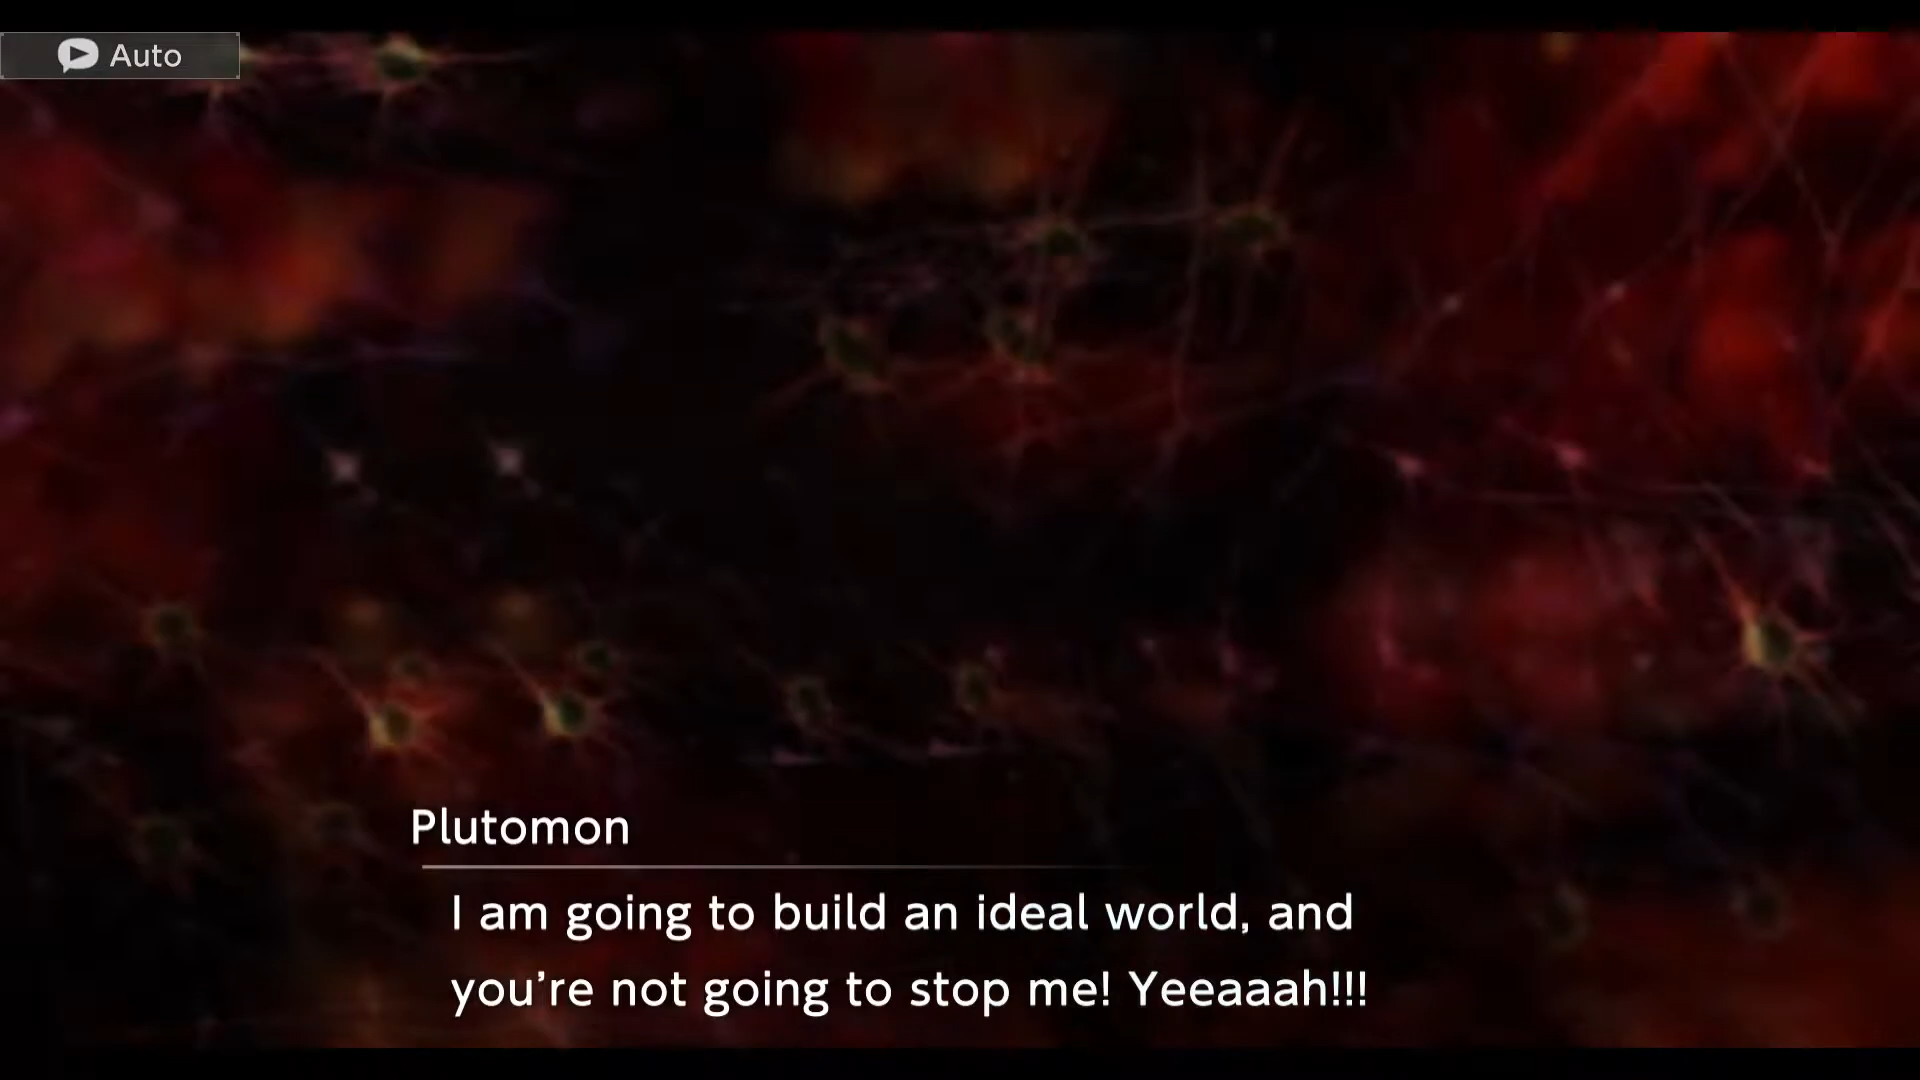 Auto
Plutomon
I am going to build an ideal world, and
you’re not going to stop me! Yeeaaah!!!